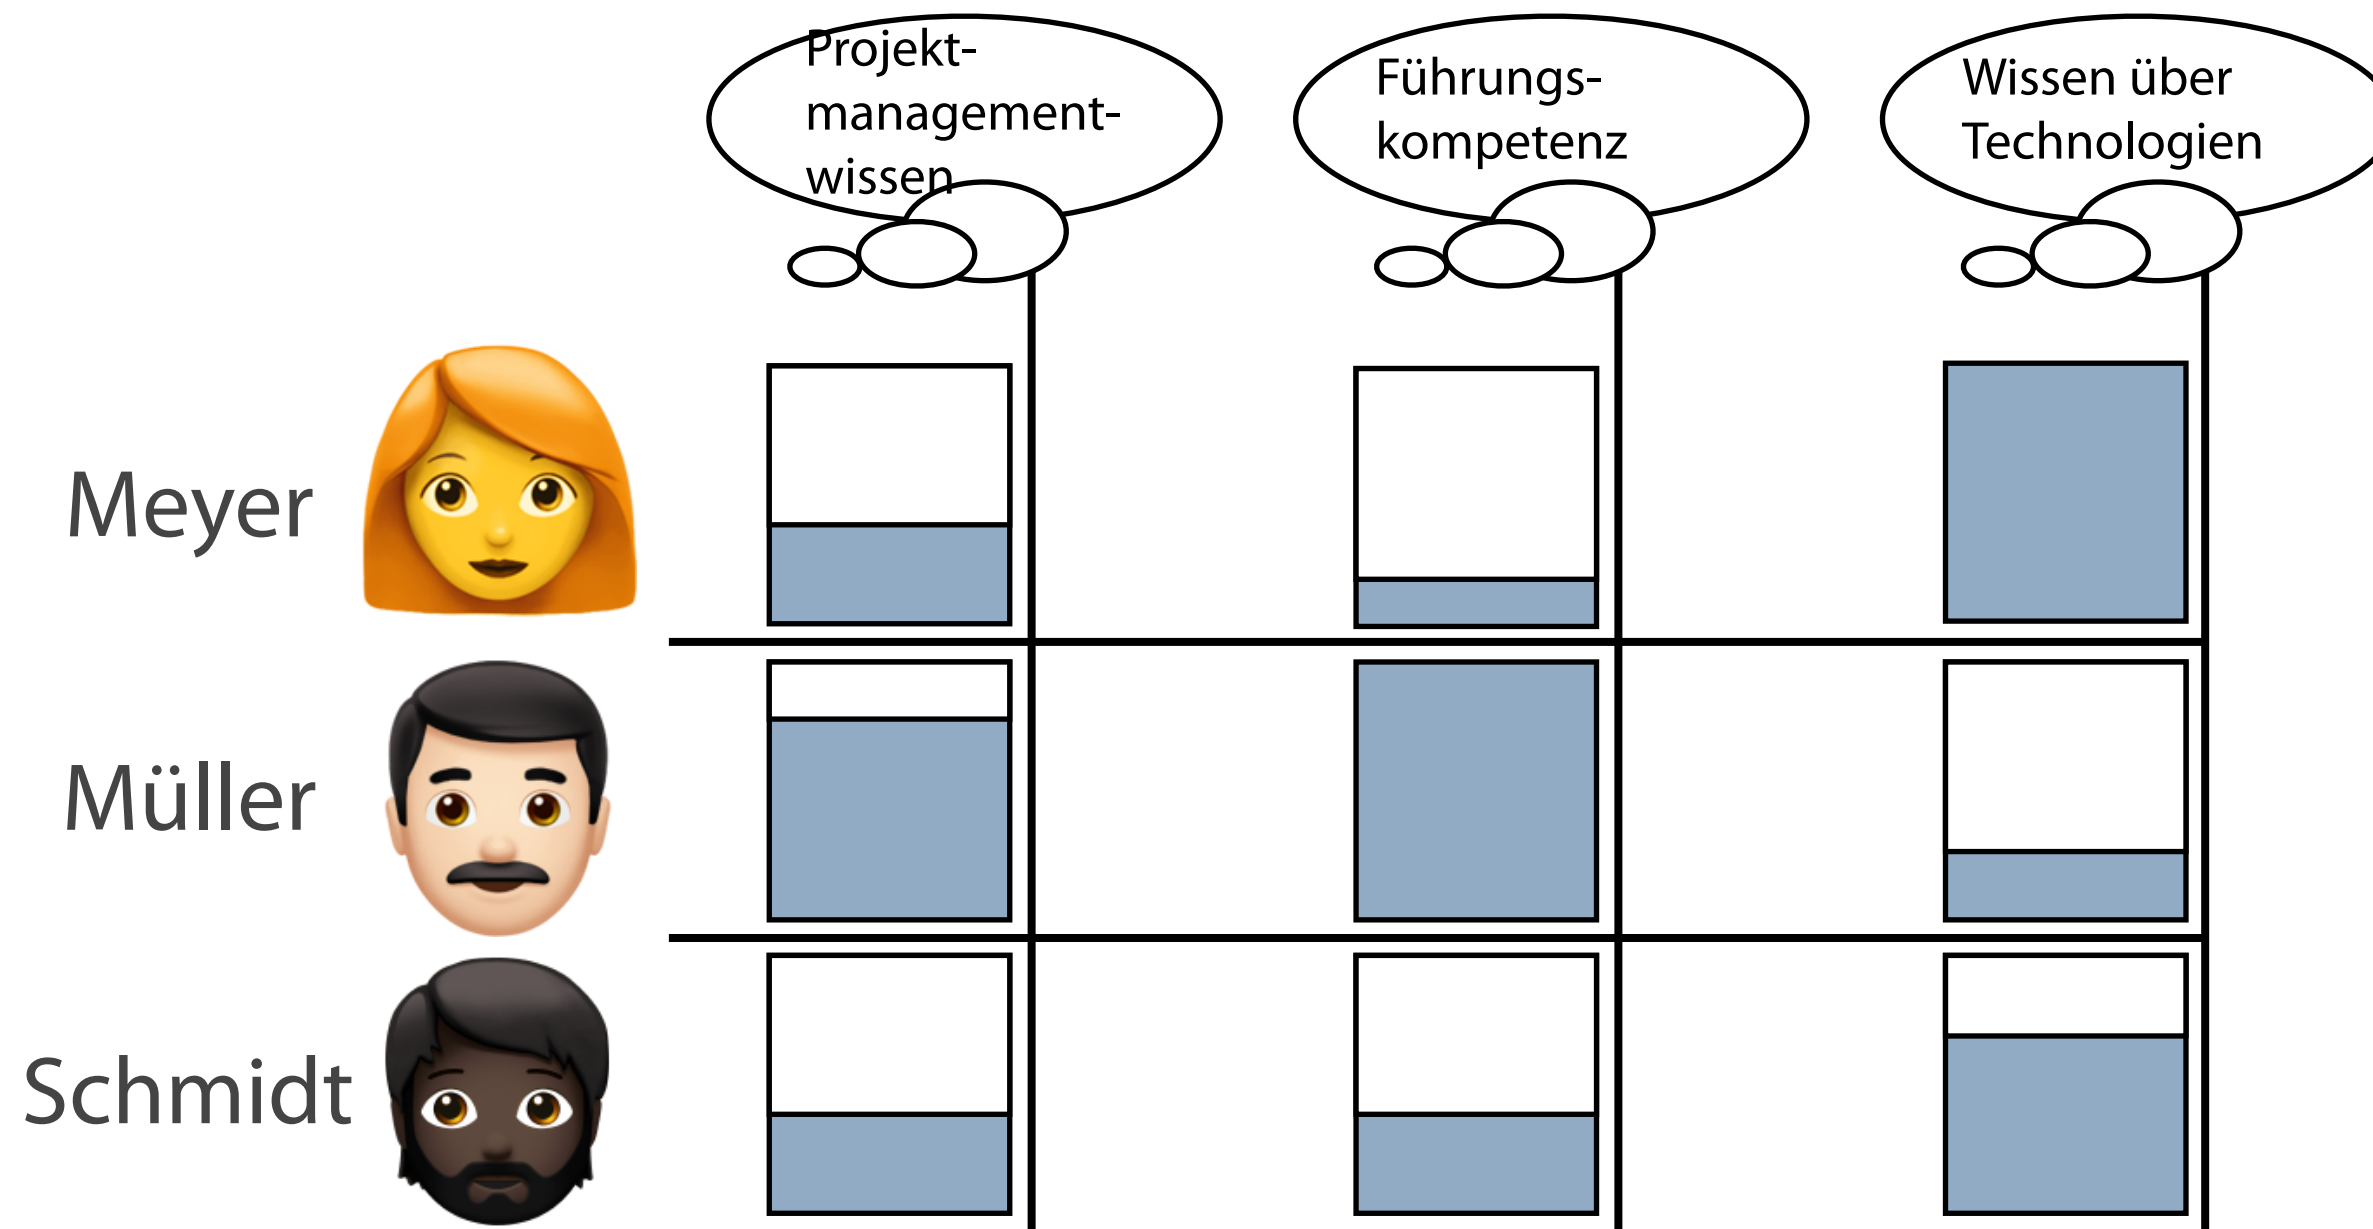 Projekt-
management-
wissen
Führungs-
kompetenz
Wissen über
Technologien
Meyer
Müller
Schmidt